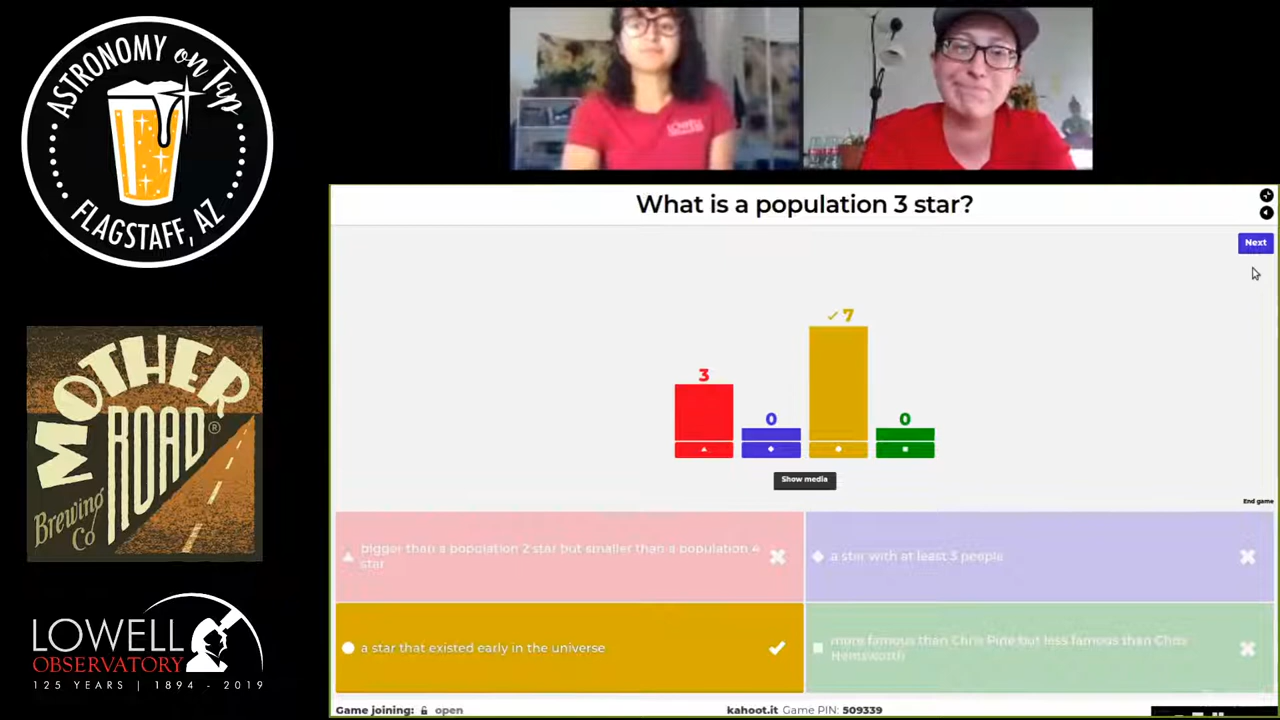 ASTRONOMY on Tap
FLAGSTAFF, AZ
MOTHER
ROAD
®
Brewing
Co
LOWELL
OBSERVATORY
125 YEARS | 1894 - 2019
LOWELL
What is a population 3 star?
Next
3
0
7
0
Show media
End game
bigger than a population 2 star but smaller than a population 4
star
a star with at least 3 people
a star that existed early in the universe
more famous than Chris Pine but less famous than Chris
Hemsworth
Game joining: open
kahoot.it Game PIN: 509339